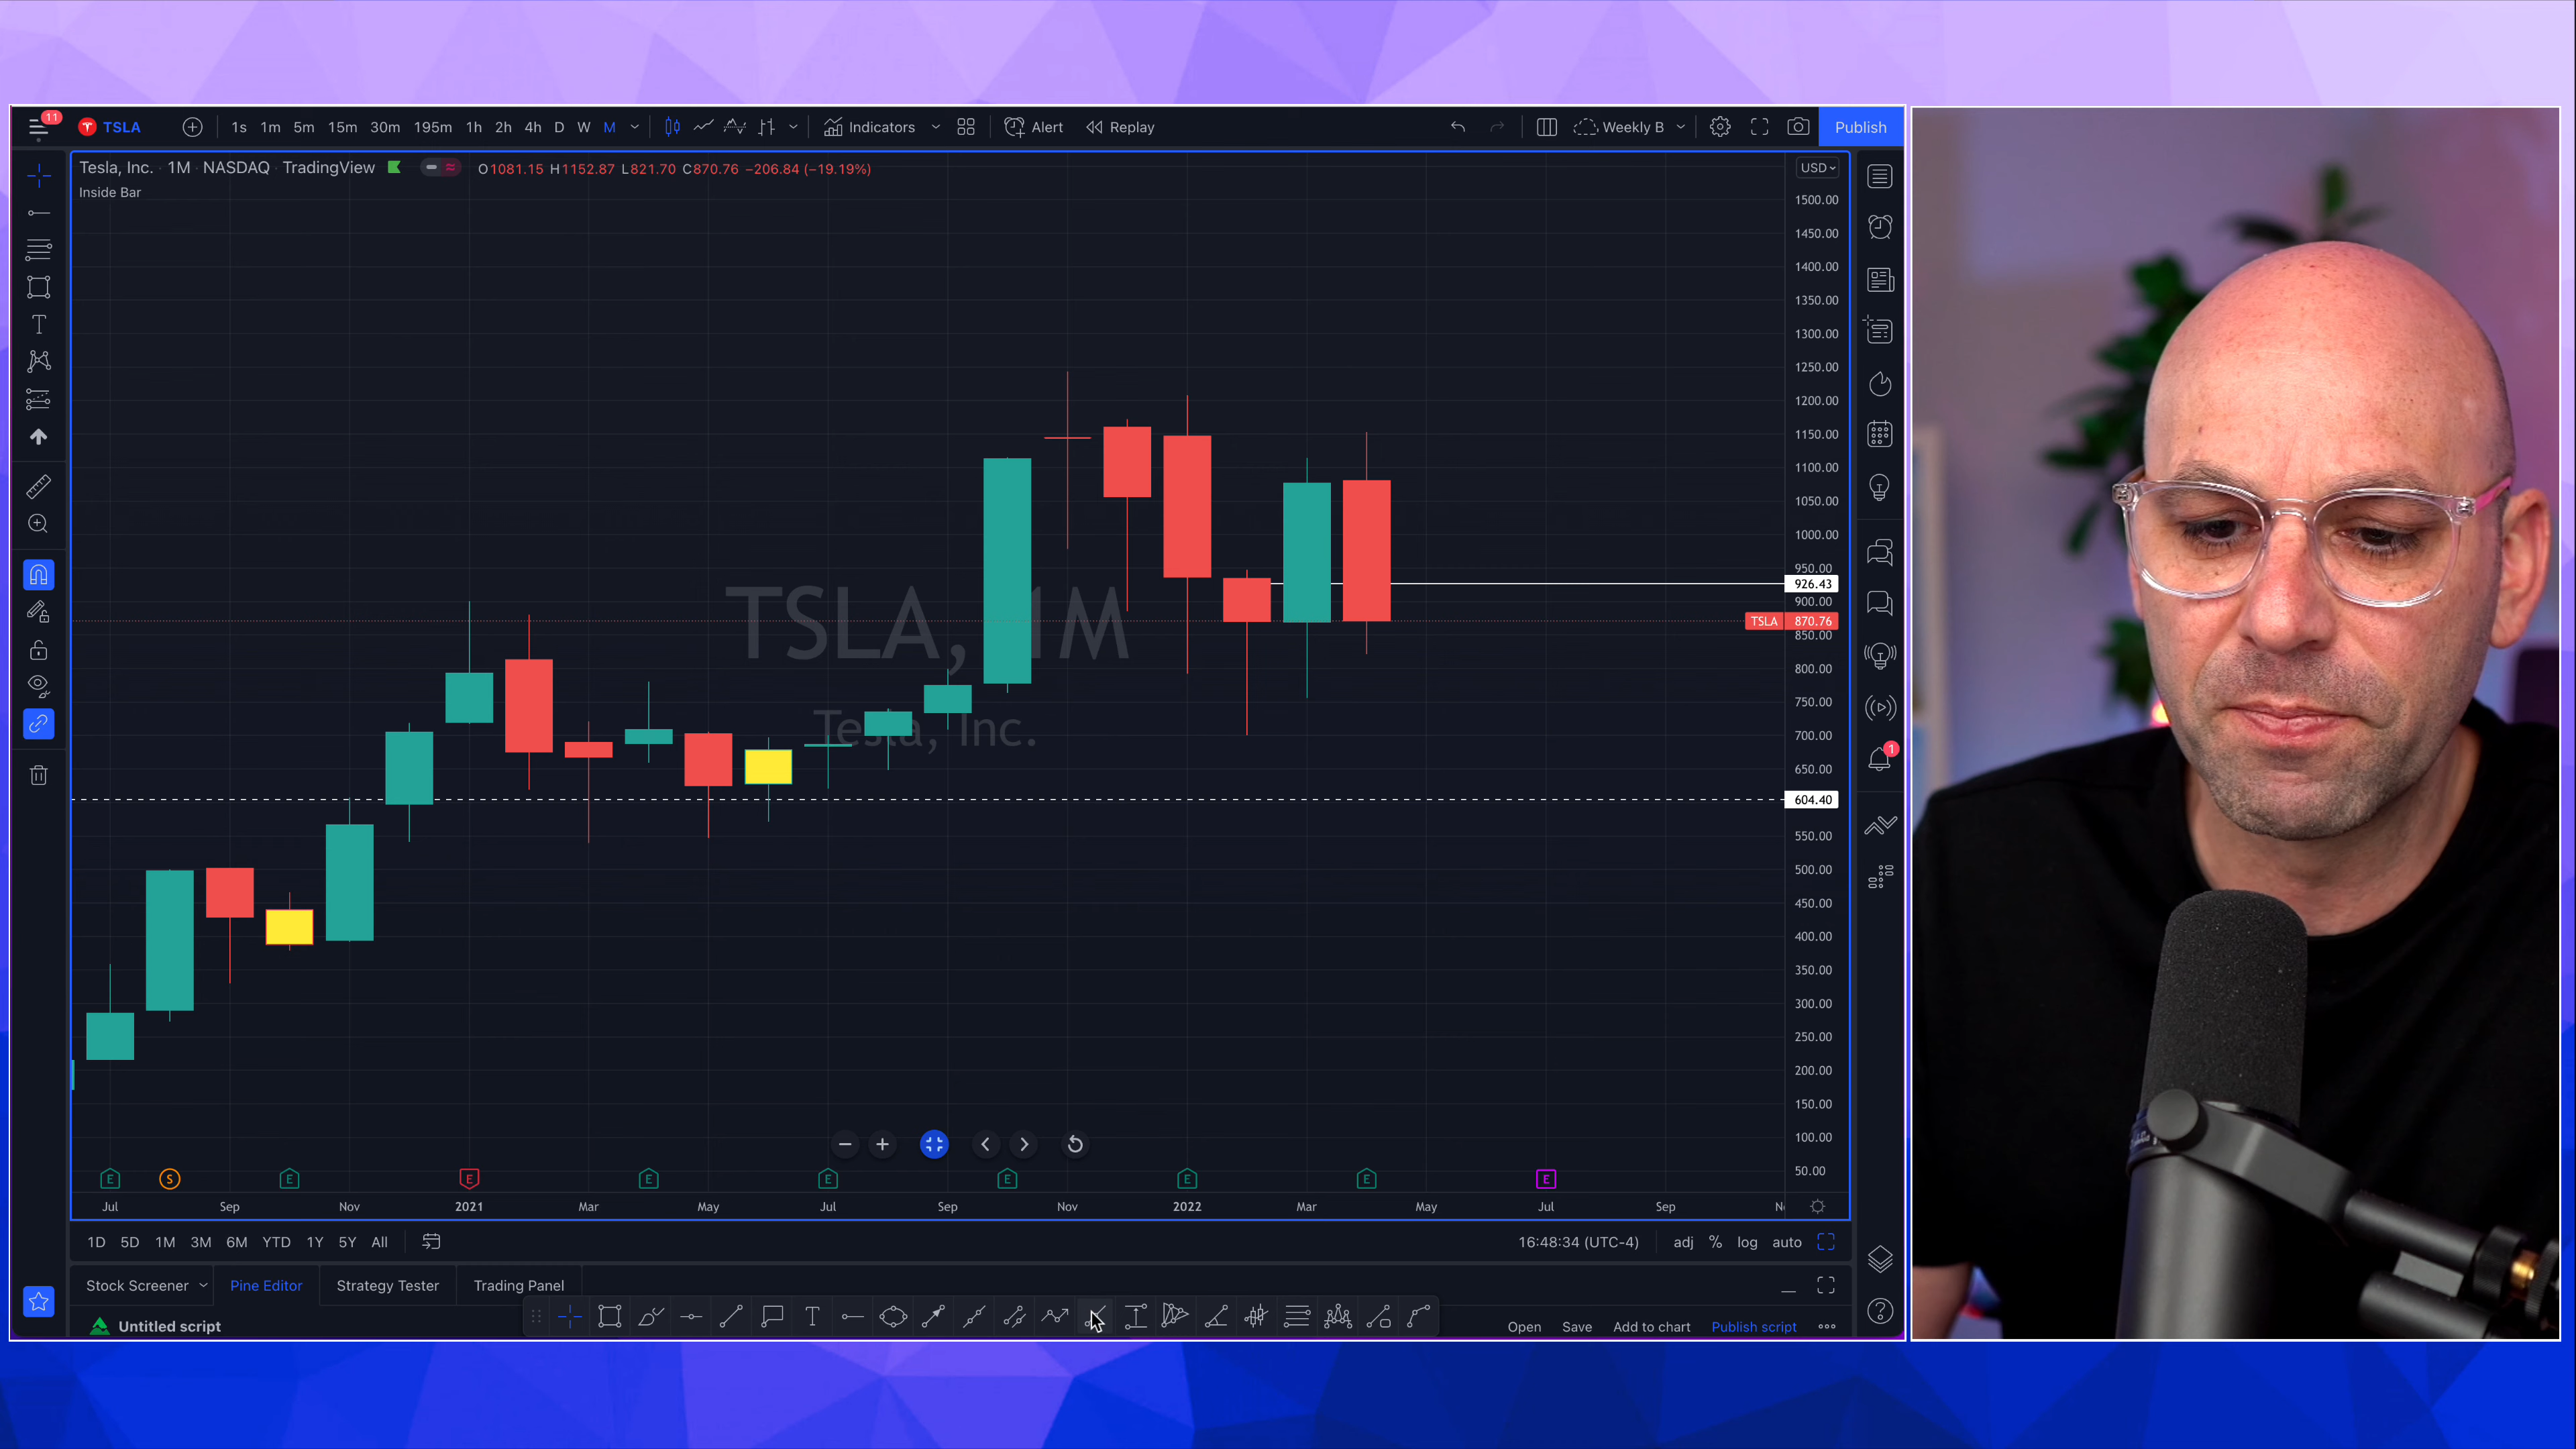 11
TSLA 1s 1m 5m 15m 30m 195m 1h 2h 4h D W M Indicators Alert Replay Weekly B Publish
Tesla, Inc. · 1M · NASDAQ · TradingView O1081.15 H1152.87 L821.70 C870.76 −206.84 (−19.19%)
USD
Inside Bar
1500.00
1450.00
1400.00
1350.00
1300.00
1250.00
1200.00
1150.00
1100.00
1050.00
1000.00
950.00
926.43
900.00
TSLA 870.76
850.00
800.00
750.00
700.00
650.00
604.40
550.00
500.00
450.00
400.00
350.00
300.00
250.00
200.00
150.00
100.00
50.00
TSLA, 1M
Tesla, Inc.
1
E S E E E E E E E E
Jul Sep Nov 2021 Mar May Jul Sep Nov 2022 Mar May Jul Sep
1D 5D 1M 3M 6M YTD 1Y 5Y All 16:48:34 (UTC-4) adj % log auto
Stock Screener Pine Editor Strategy Tester Trading Panel
Untitled script Open Save Add to chart Publish script